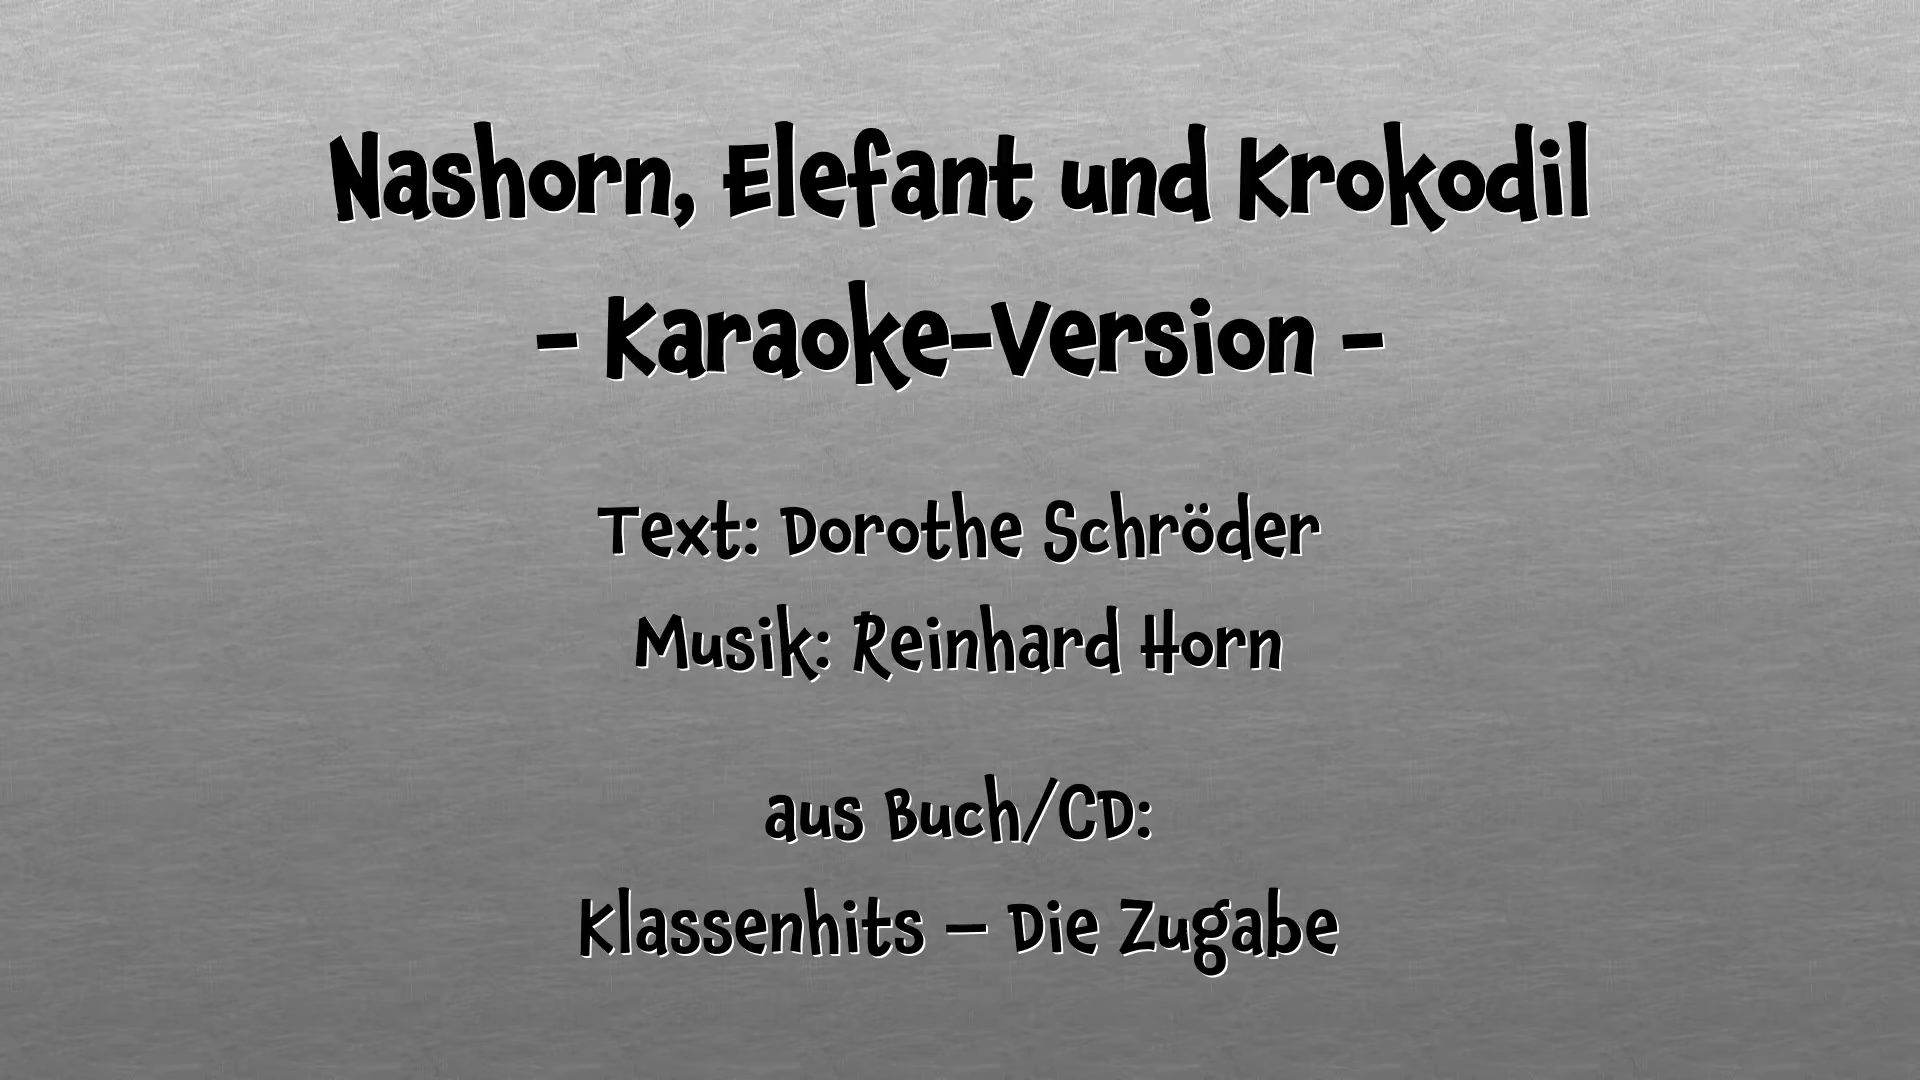 Nashorn, Elefant und Krokodil
- Karaoke-Version -
Text: Dorothe Schröder
Musik: Reinhard Horn
aus Buch/CD:
Klassenhits – Die Zugabe